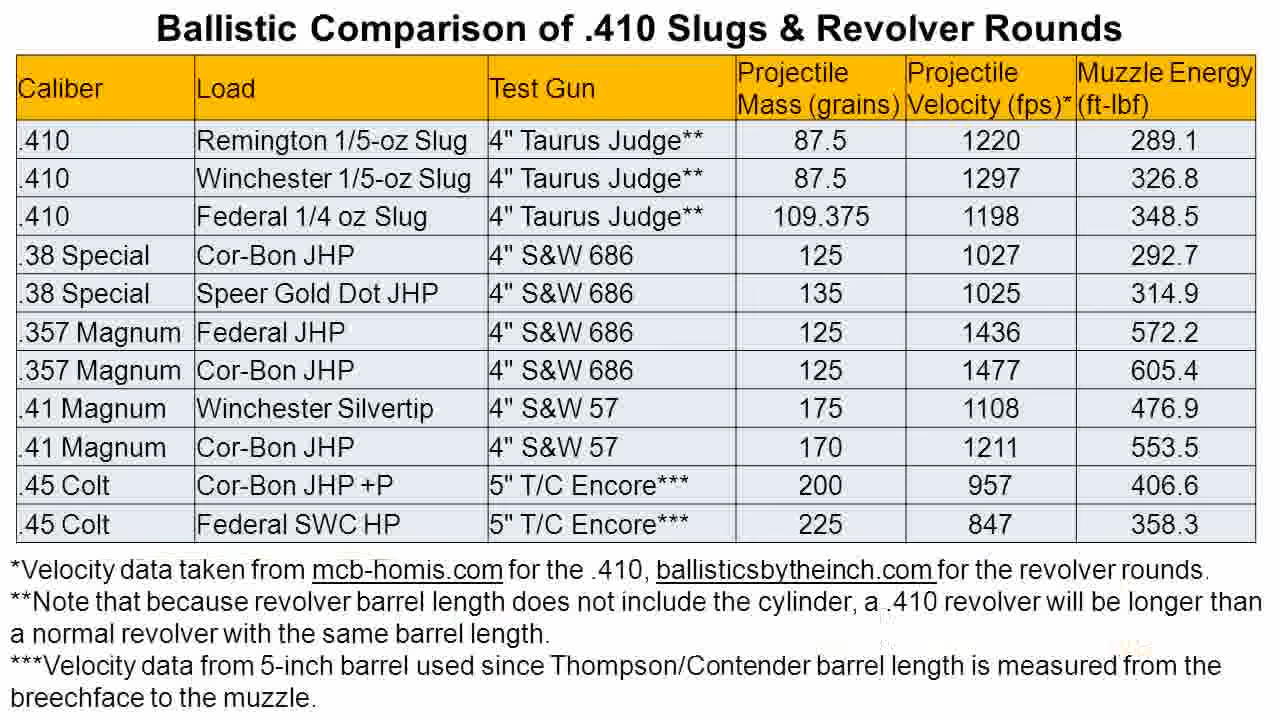 Ballistic Comparison of .410 Slugs & Revolver Rounds
Caliber Load Test Gun Projectile Mass (grains) Projectile Velocity (fps)* Muzzle Energy (ft-lbf)
.410 Remington 1/5-oz Slug 4" Taurus Judge** 87.5 1220 289.1
.410 Winchester 1/5-oz Slug 4" Taurus Judge** 87.5 1297 326.8
.410 Federal 1/4 oz Slug 4" Taurus Judge** 109.375 1198 348.5
.38 Special Cor-Bon JHP 4" S&W 686 125 1027 292.7
.38 Special Speer Gold Dot JHP 4" S&W 686 135 1025 314.9
.357 Magnum Federal JHP 4" S&W 686 125 1436 572.2
.357 Magnum Cor-Bon JHP 4" S&W 686 125 1477 605.4
.41 Magnum Winchester Silvertip 4" S&W 57 175 1108 476.9
.41 Magnum Cor-Bon JHP 4" S&W 57 170 1211 553.5
.45 Colt Cor-Bon JHP +P 5" T/C Encore*** 200 957 406.6
.45 Colt Federal SWC HP 5" T/C Encore*** 225 847 358.3
*Velocity data taken from mcb-homis.com for the .410, ballisticsbytheinch.com for the revolver rounds.
**Note that because revolver barrel length does not include the cylinder, a .410 revolver will be longer than
a normal revolver with the same barrel length.
***Velocity data from 5-inch barrel used since Thompson/Contender barrel length is measured from the
breechface to the muzzle.